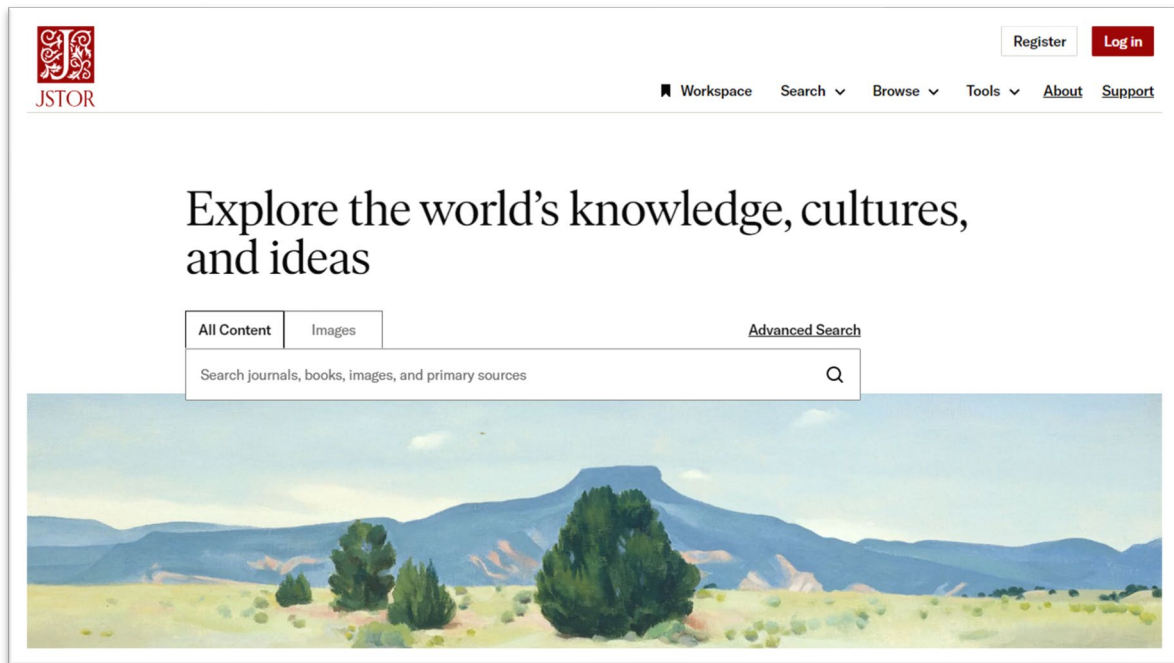 J
JSTOR
Register
Log in
Workspace
Search
Browse
Tools
About
Support
Explore the world’s knowledge, cultures,
and ideas
All Content
Images
Advanced Search
Search journals, books, images, and primary sources